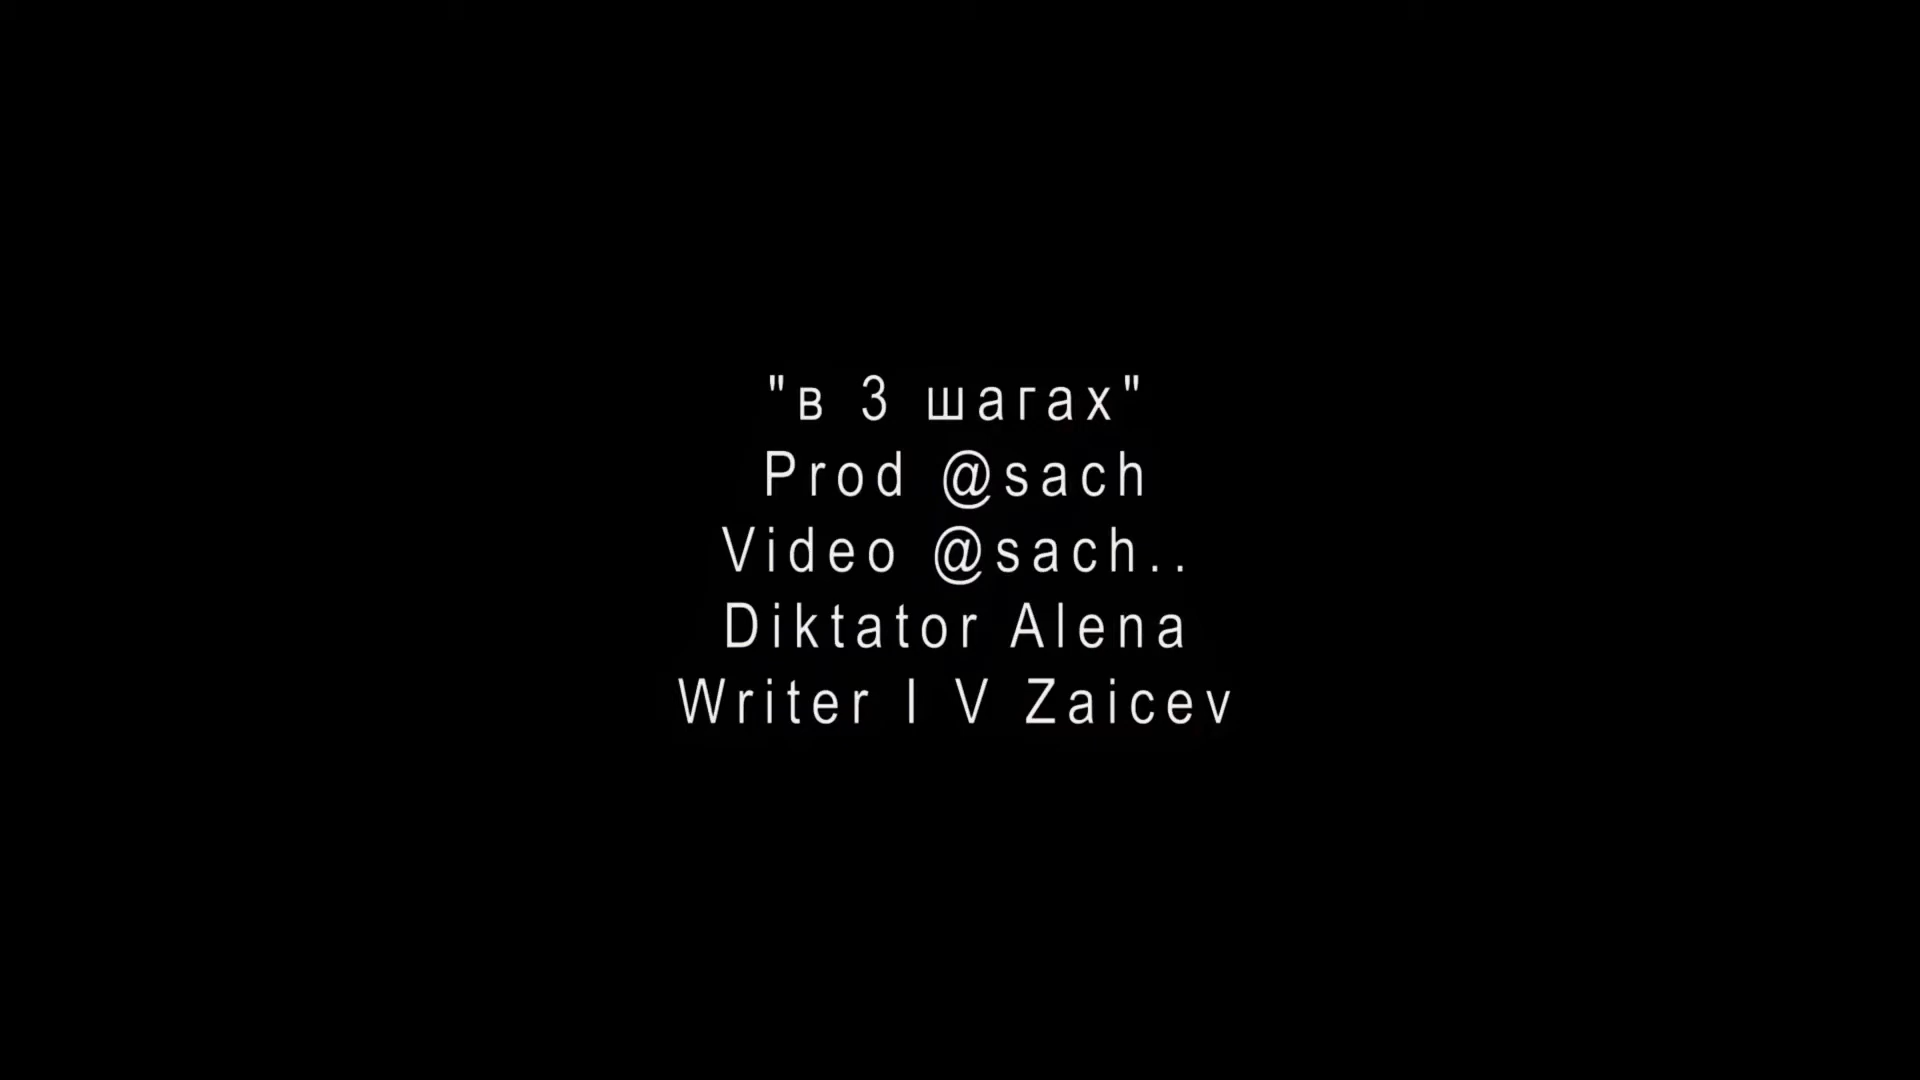 "в 3 шагах"
Prod @sach
Video @sach..
Diktator Alena
Writer I V Zaicev